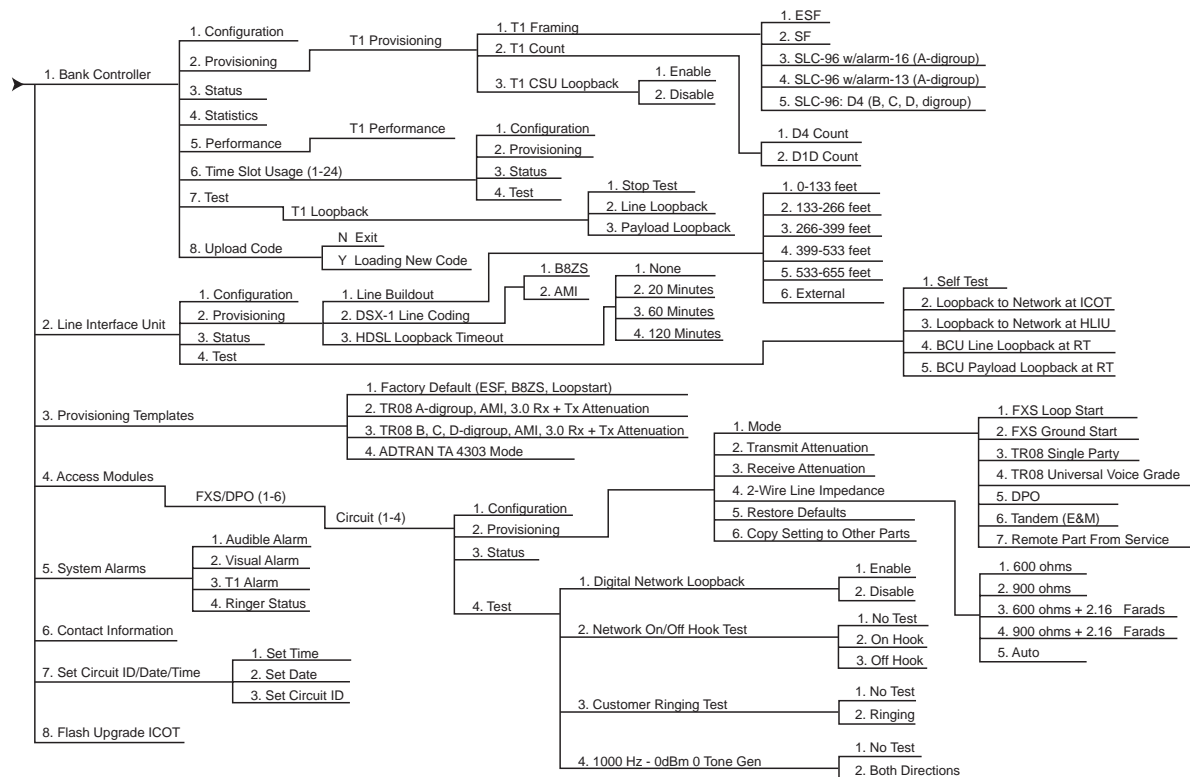 1. Bank Controller
1. Configuration
2. Provisioning
T1 Provisioning
1. T1 Framing
1. ESF
2. SF
3. SLC-96 w/alarm-16 (A-digroup)
4. SLC-96 w/alarm-13 (A-digroup)
5. SLC-96: D4 (B, C, D, digroup)
2. T1 Count
1. D4 Count
2. D1D Count
3. T1 CSU Loopback
1. Enable
2. Disable
3. Status
4. Statistics
5. Performance
T1 Performance
6. Time Slot Usage (1-24)
1. Configuration
2. Provisioning
3. Status
4. Test
7. Test
T1 Loopback
1. Stop Test
2. Line Loopback
3. Payload Loopback
8. Upload Code
N Exit
Y Loading New Code
2. Line Interface Unit
1. Configuration
2. Provisioning
1. Line Buildout
1. 0-133 feet
2. 133-266 feet
3. 266-399 feet
4. 399-533 feet
5. 533-655 feet
6. External
2. DSX-1 Line Coding
1. B8ZS
2. AMI
3. HDSL Loopback Timeout
1. None
2. 20 Minutes
3. 60 Minutes
4. 120 Minutes
3. Status
4. Test
1. Self Test
2. Loopback to Network at ICOT
3. Loopback to Network at HLIU
4. BCU Line Loopback at RT
5. BCU Payload Loopback at RT
3. Provisioning Templates
1. Factory Default (ESF, B8ZS, Loopstart)
2. TR08 A-digroup, AMI, 3.0 Rx + Tx Attenuation
3. TR08 B, C, D-digroup, AMI, 3.0 Rx + Tx Attenuation
4. ADTRAN TA 4303 Mode
4. Access Modules
FXS/DPO (1-6)
Circuit (1-4)
1. Configuration
2. Provisioning
1. Mode
1. FXS Loop Start
2. FXS Ground Start
3. TR08 Single Party
4. TR08 Universal Voice Grade
5. DPO
6. Tandem (E&M)
7. Remote Part From Service
2. Transmit Attenuation
3. Receive Attenuation
4. 2-Wire Line Impedance
1. 600 ohms
2. 900 ohms
3. 600 ohms + 2.16 Farads
4. 900 ohms + 2.16 Farads
5. Auto
5. Restore Defaults
6. Copy Setting to Other Parts
3. Status
4. Test
1. Digital Network Loopback
1. Enable
2. Disable
2. Network On/Off Hook Test
1. No Test
2. On Hook
3. Off Hook
3. Customer Ringing Test
1. No Test
2. Ringing
4. 1000 Hz - 0dBm 0 Tone Gen
1. No Test
2. Both Directions
5. System Alarms
1. Audible Alarm
2. Visual Alarm
3. T1 Alarm
4. Ringer Status
6. Contact Information
7. Set Circuit ID/Date/Time
1. Set Time
2. Set Date
3. Set Circuit ID
8. Flash Upgrade ICOT